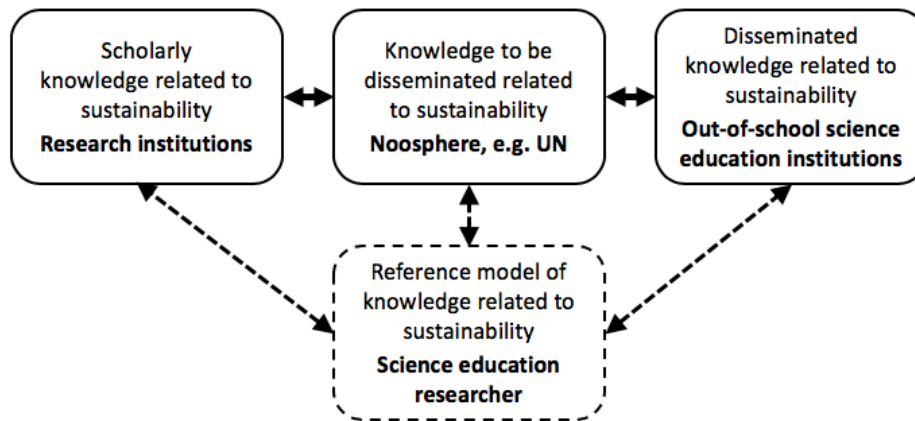 Scholarly
knowledge related to
sustainability
Research institutions
Knowledge to be
disseminated related
to sustainability
Noosphere, e.g. UN
Disseminated
knowledge related to
sustainability
Out-of-school science
education institutions
Reference model of
knowledge related to
sustainability
Science education
researcher